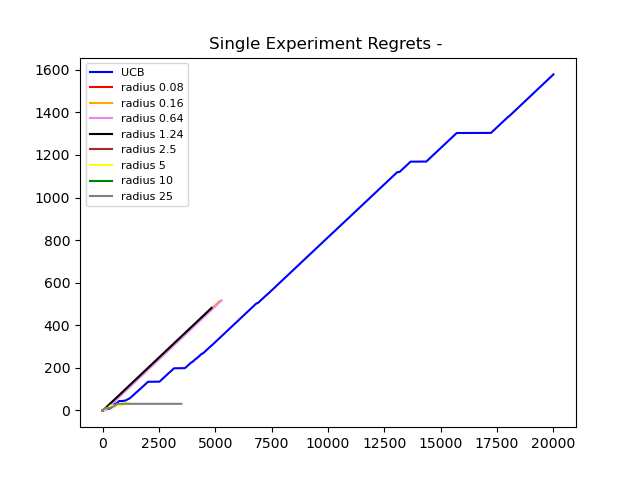 Single Experiment Regrets -
1600
1400
1200
1000
800
600
400
200
0
UCB
radius 0.08
radius 0.16
radius 0.64
radius 1.24
radius 2.5
radius 5
radius 10
radius 25
0 2500 5000 7500 10000 12500 15000 17500 20000